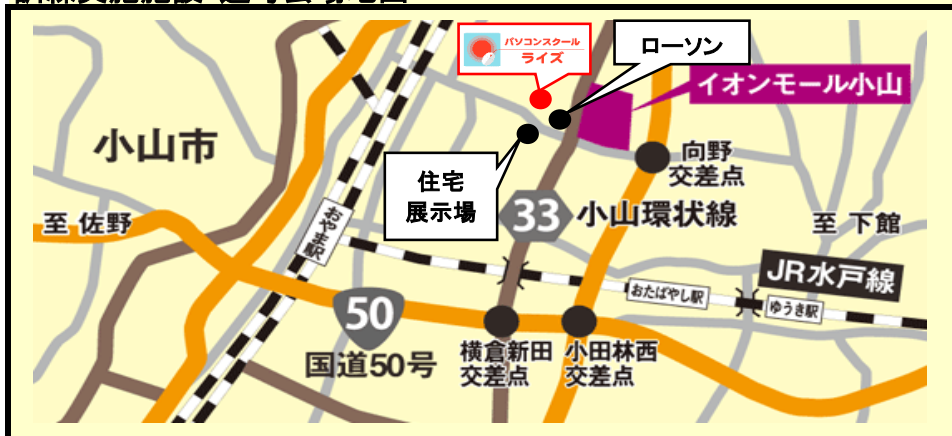 パソコンスクール
ライズ
ローソン
イオンモール小山
小山市
住宅
展示場
向野
交差点
至 佐野
おやま駅
33
小山環状線
至 下館
JR水戸線
おたばやし駅
ゆうき駅
50
国道50号
横倉新田
交差点
小田林西
交差点